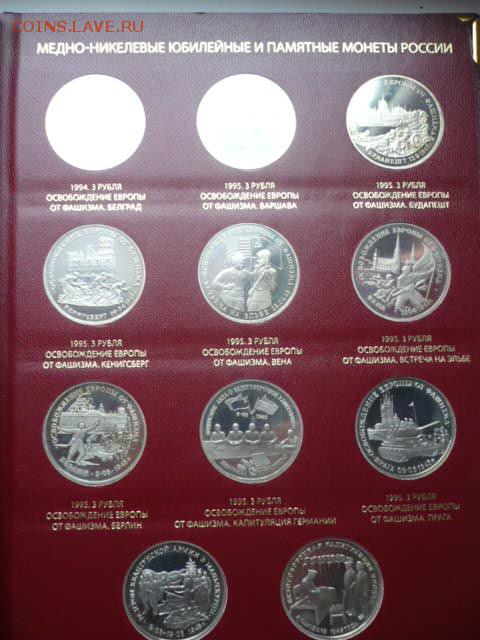 COINS.LAVE.RU
МЕДНО-НИКЕЛЕВЫЕ ЮБИЛЕЙНЫЕ И ПАМЯТНЫЕ МОНЕТЫ РОССИИ
1994. 3 РУБЛЯ
ОСВОБОЖДЕНИЕ ЕВРОПЫ
ОТ ФАШИЗМА. БЕЛГРАД
1995. 3 РУБЛЯ
ОСВОБОЖДЕНИЕ ЕВРОПЫ
ОТ ФАШИЗМА. ВАРШАВА
1995. 3 РУБЛЯ
ОСВОБОЖДЕНИЕ ЕВРОПЫ
ОТ ФАШИЗМА. БУДАПЕШТ
1995. 3 РУБЛЯ
ОСВОБОЖДЕНИЕ ЕВРОПЫ
ОТ ФАШИЗМА. КЕНИГСБЕРГ
1995. 3 РУБЛЯ
ОСВОБОЖДЕНИЕ ЕВРОПЫ
ОТ ФАШИЗМА. ВЕНА
1995. 3 РУБЛЯ
ОСВОБОЖДЕНИЕ ЕВРОПЫ
ОТ ФАШИЗМА. ВСТРЕЧА НА ЭЛЬБЕ
1995. 3 РУБЛЯ
ОСВОБОЖДЕНИЕ ЕВРОПЫ
ОТ ФАШИЗМА. БЕРЛИН
1995. 3 РУБЛЯ
ОСВОБОЖДЕНИЕ ЕВРОПЫ
ОТ ФАШИЗМА. КАПИТУЛЯЦИЯ ГЕРМАНИИ
1995. 3 РУБЛЯ
ОСВОБОЖДЕНИЕ ЕВРОПЫ
ОТ ФАШИЗМА. ПРАГА